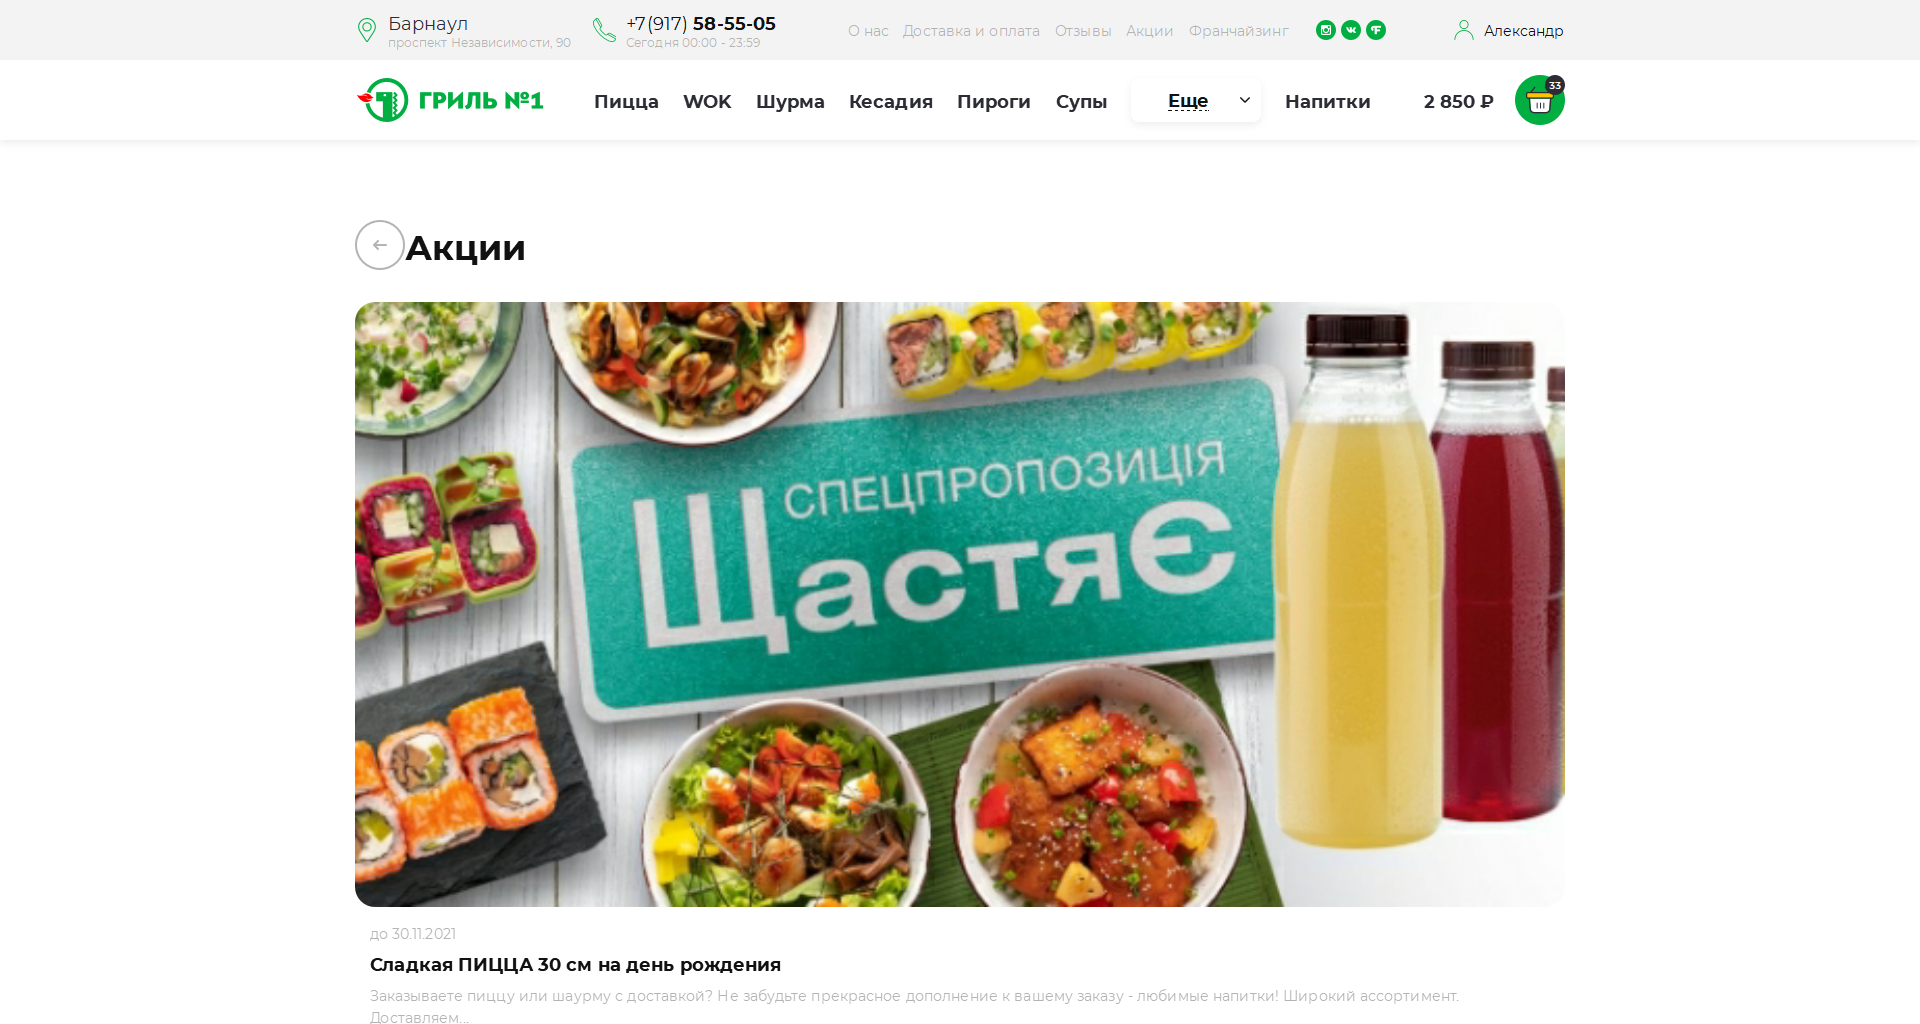 Барнаул
проспект Независимости, 90
+7(917) 58-55-05
Сегодня 00:00 - 23:59
О нас Доставка и оплата Отзывы Акции Франчайзинг
Александр
ГРИЛЬ №1
Пицца WOK Шурма Кесадия Пироги Супы Еще Напитки
2 850 ₽
33
Акции
СПЕЦПРОПОЗИЦІЯ
ЩастяЄ
до 30.11.2021
Сладкая ПИЦЦА 30 см на день рождения
Заказываете пиццу или шаурму с доставкой? Не забудьте прекрасное дополнение к вашему заказу - любимые напитки! Широкий ассортимент.
Доставляем...